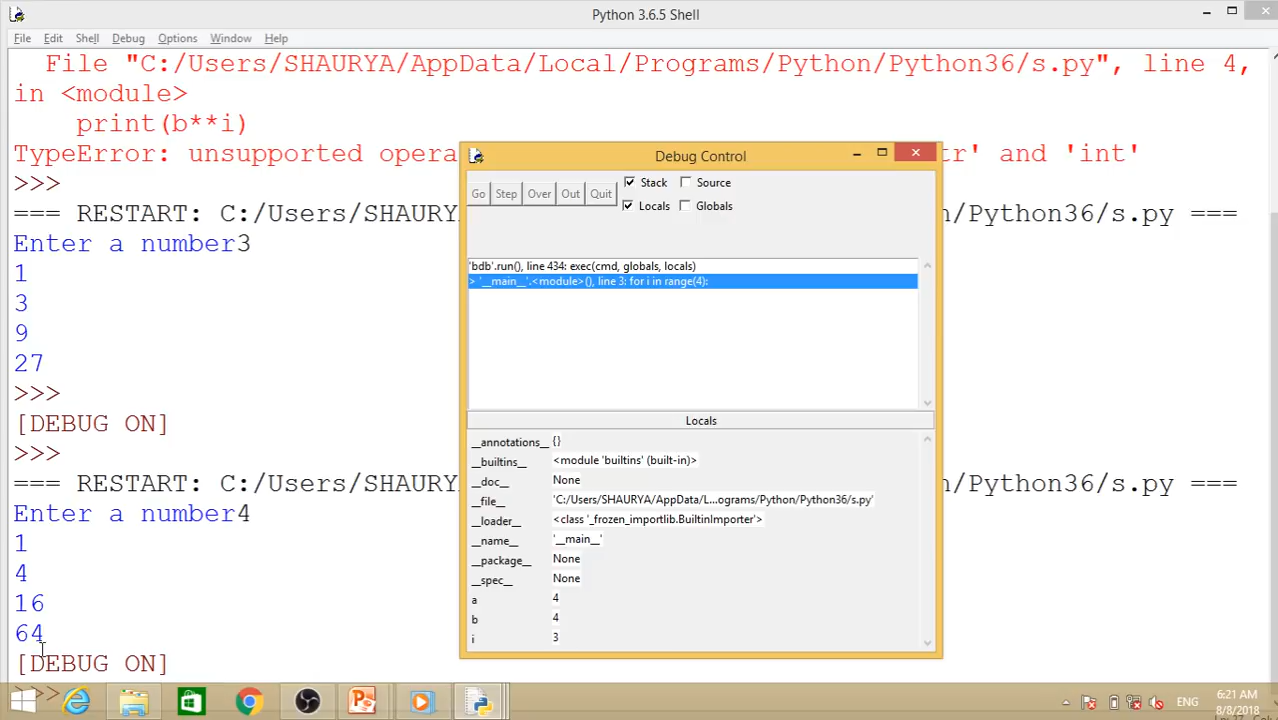 Python 3.6.5 Shell
File Edit Shell Debug Options Window Help
File "C:/Users/SHAURYA/AppData/Local/Programs/Python/Python36/s.py", line 4,
in <module>
print(b**i)
TypeError: unsupported opera
tr' and 'int'
>>>
=== RESTART: C:/Users/SHAURY
n/Python36/s.py ===
Enter a number3
1
3
9
27
>>>
[DEBUG ON]
>>>
=== RESTART: C:/Users/SHAURY
n/Python36/s.py ===
Enter a number4
1
4
16
64
[DEBUG ON]
>>>
Debug Control
Go Step Over Out Quit
Stack Source
Locals Globals
'bdb'.run(), line 434: exec(cmd, globals, locals)
> '__main__'.<module>(), line 3: for i in range(4):
Locals
__annotations__ {}
__builtins__ <module 'builtins' (built-in)>
__doc__ None
__file__ 'C:/Users/SHAURYA/AppData/L...ograms/Python/Python36/s.py'
__loader__ <class '_frozen_importlib.BuiltinImporter'>
__name__ '__main__'
__package__ None
__spec__ None
a 4
b 4
i 3
ENG
6:21 AM
8/8/2018